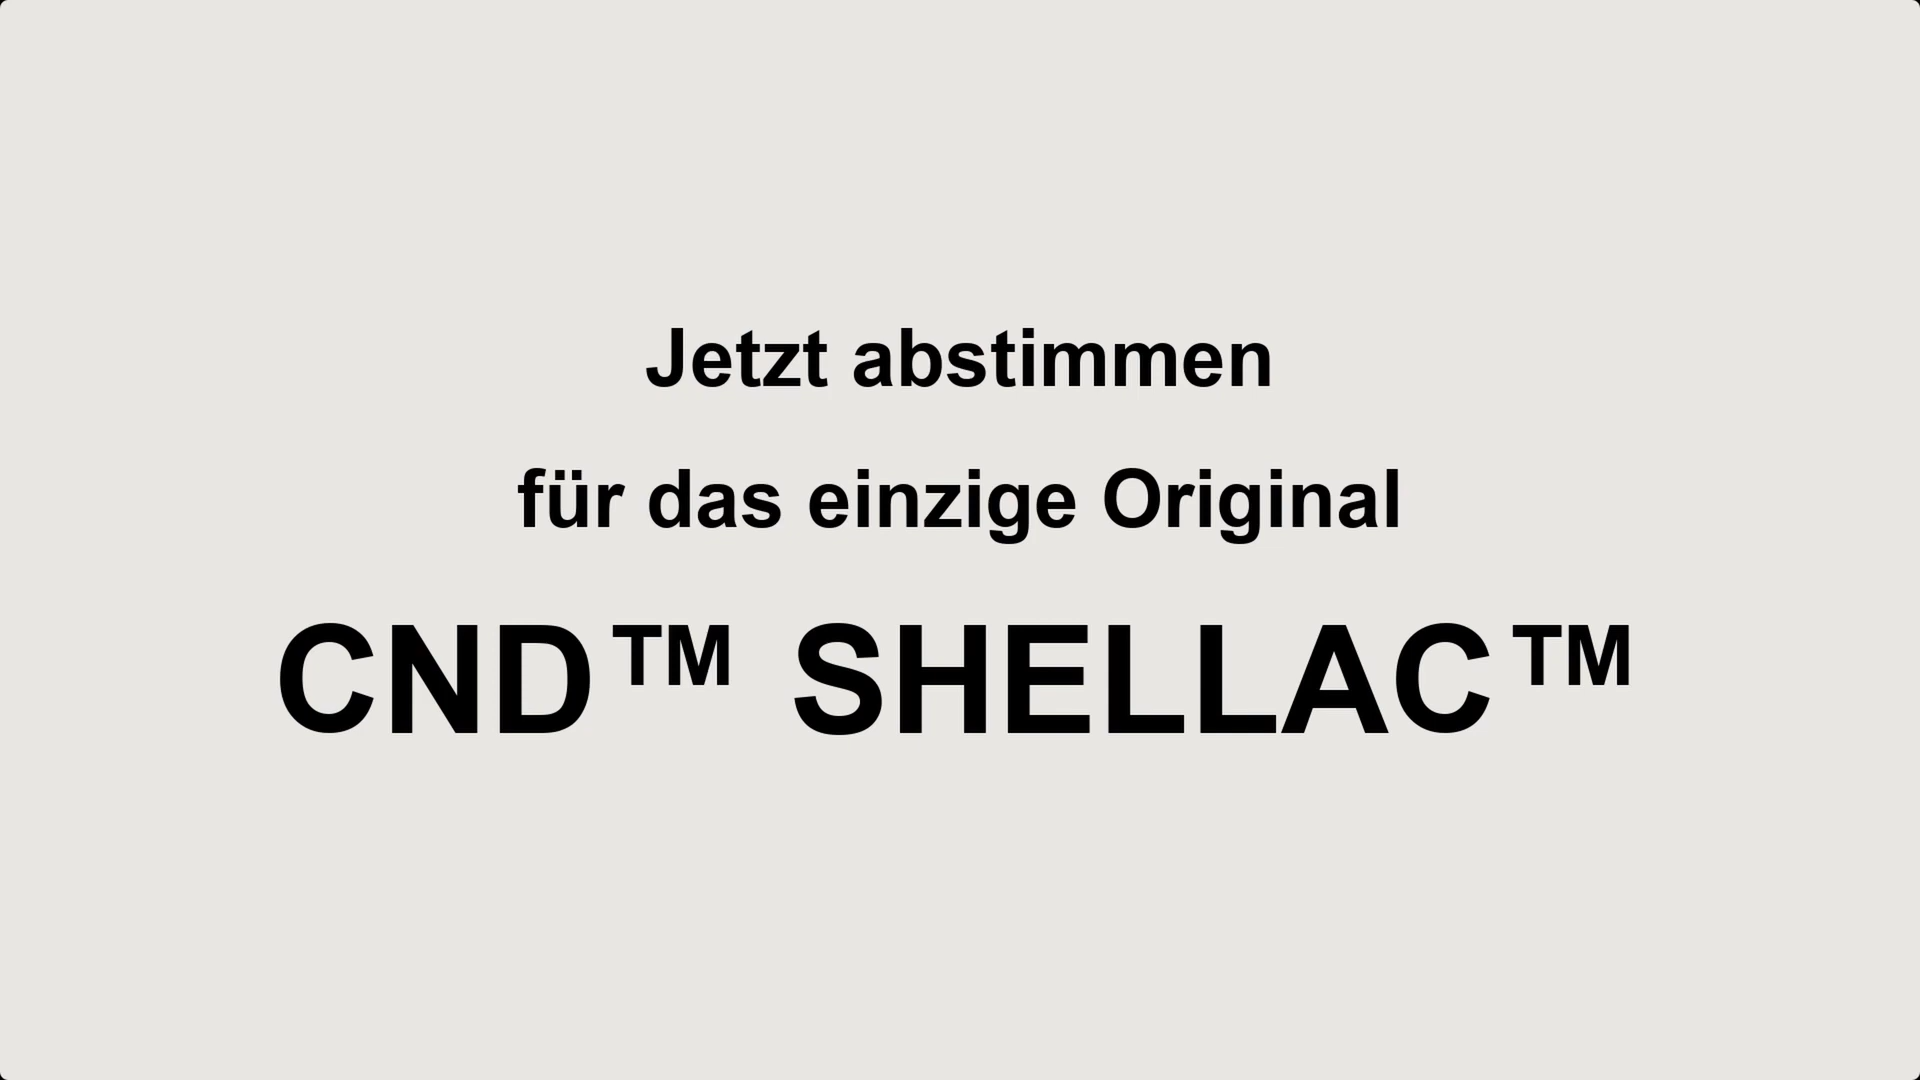 Jetzt abstimmen
für das einzige Original
CND™ SHELLAC™